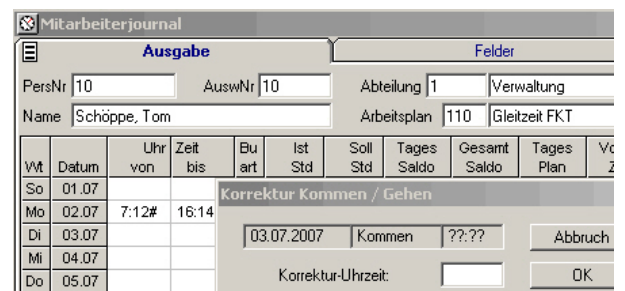 Mitarbeiterjournal
Ausgabe Felder
PersNr 10 AuswNr 10 Abteilung 1 Verwaltung
Name Schöppe, Tom Arbeitsplan 110 Gleitzeit FKT
Uhr Zeit Bu Ist Soll Tages Gesamt Tages
Wt Datum von bis art Std Std Saldo Saldo Plan
So 01.07
Korrektur Kommen / Gehen
Mo 02.07 7:12# 16:14
Di 03.07 03.07.2007 Kommen ??:?? Abbruch
Mi 04.07
Do 05.07 Korrektur-Uhrzeit: OK